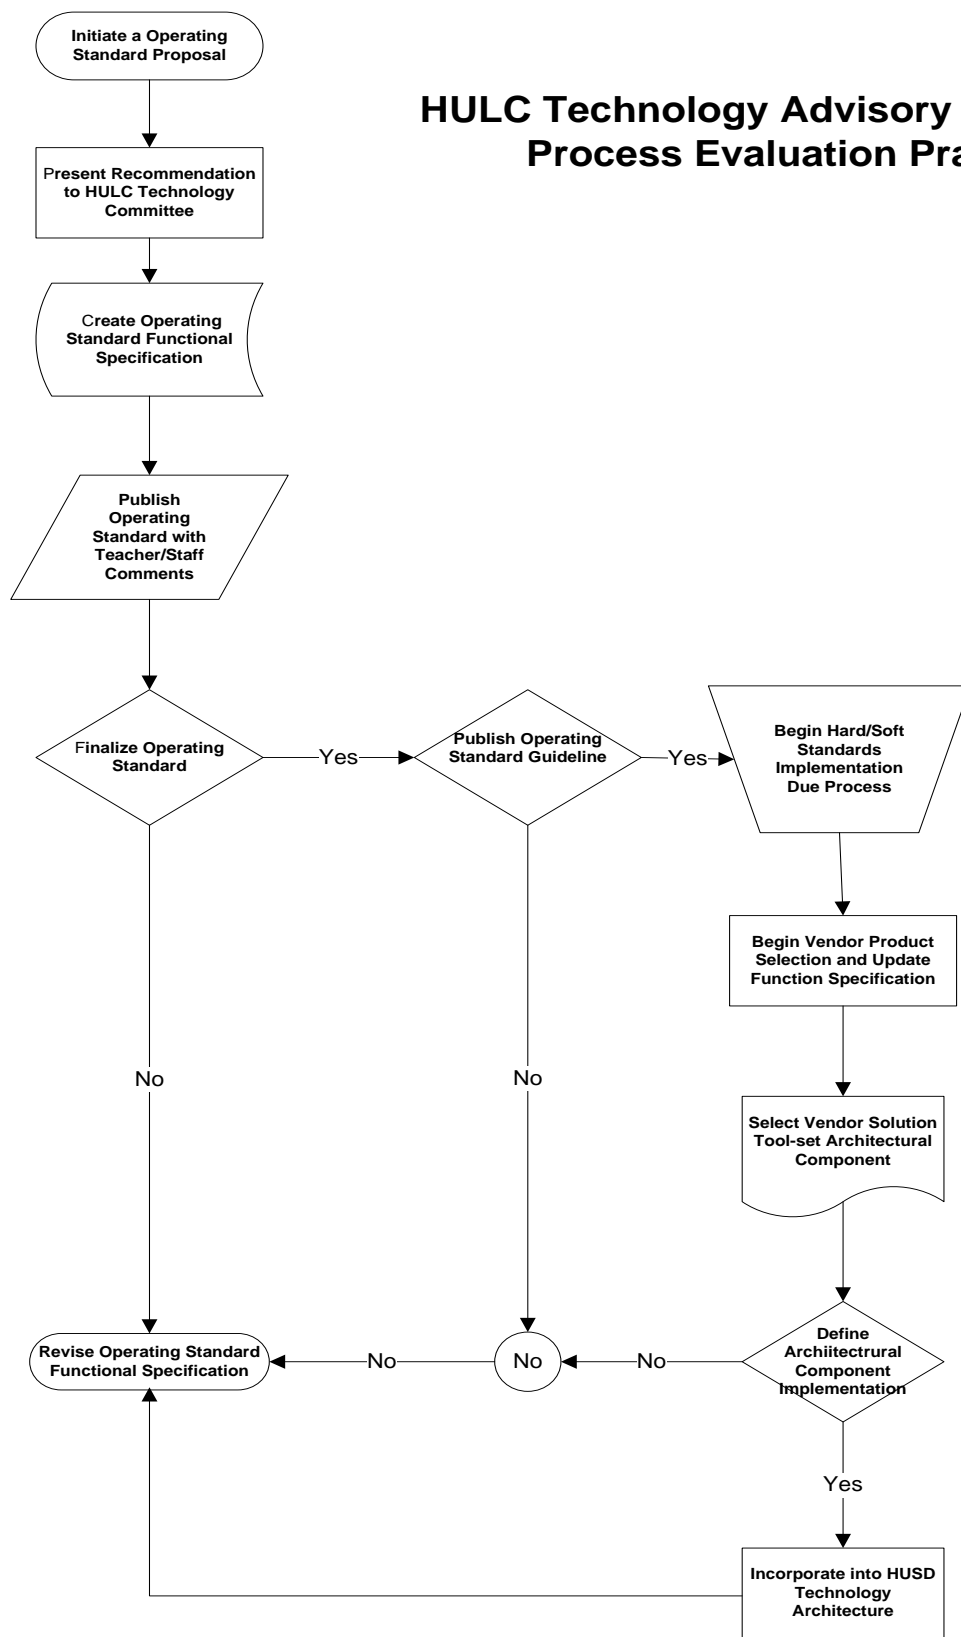 Initiate a Operating
Standard Proposal
HULC Technology Advisory
Process Evaluation
Present Recommendation
to HULC Technology
Committee
Create Operating
Standard Functional
Specification
Publish
Operating
Standard with
Teacher/Staff
Comments
Finalize Operating
Standard
Yes
Publish Operating
Standard Guideline
Yes
Begin Hard/Soft
Standards
Implementation
Due Process
Begin Vendor Product
Selection and Update
Function Specification
No
No
Select Vendor Solution
Tool-set Architectural
Component
Revise Operating Standard
Functional Specification
No
No
No
Define
Archiitectrural
Component
Implementation
Yes
Incorporate into HUSD
Technology
Architecture